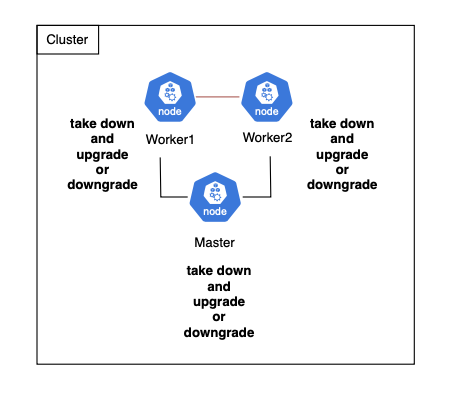 Cluster
node
node
Worker1
Worker2
take down
and
upgrade
or
downgrade
take down
and
upgrade
or
downgrade
node
Master
take down
and
upgrade
or
downgrade